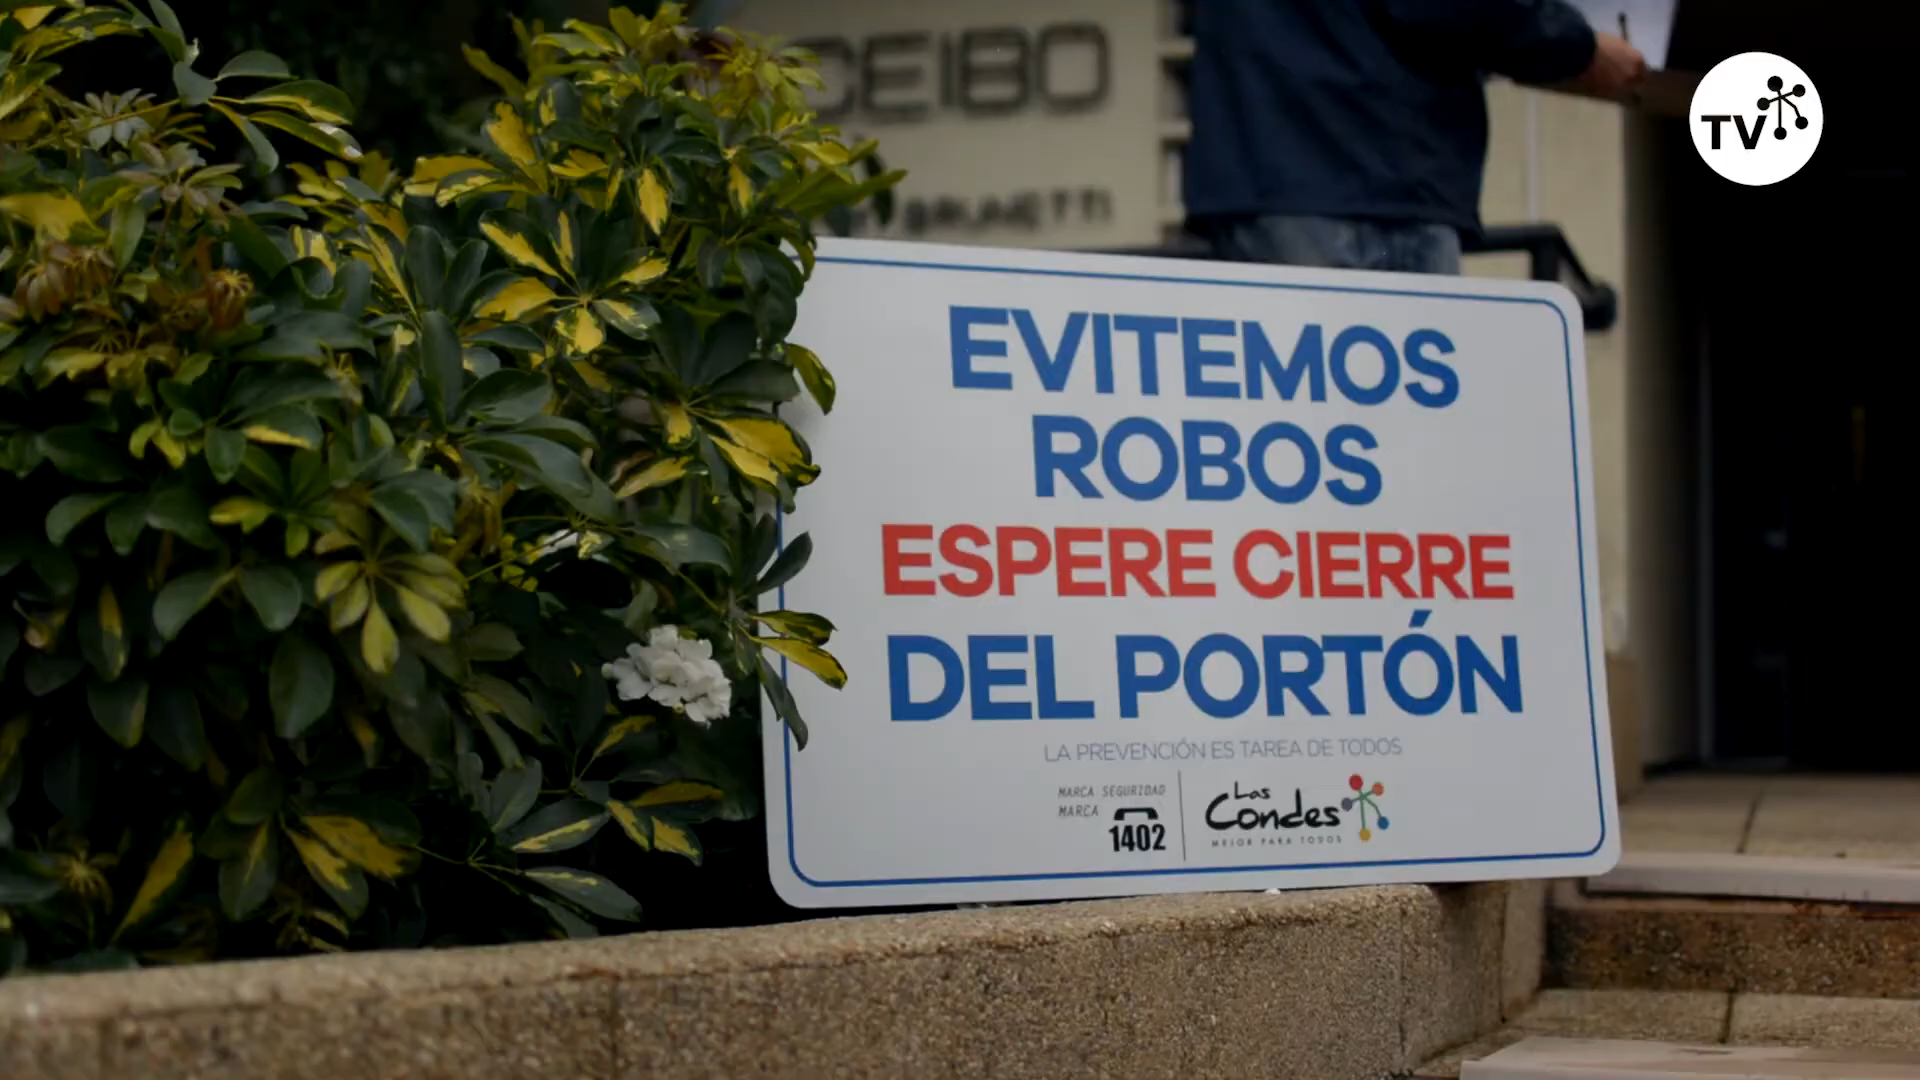 CEIBO
BRUNETTI
TV
EVITEMOS
ROBOS
ESPERE CIERRE
DEL PORTÓN
LA PREVENCIÓN ES TAREA DE TODOS
MARCA SEGURIDAD
MARCA
1402
Las
Condes
MEJOR PARA TODOS